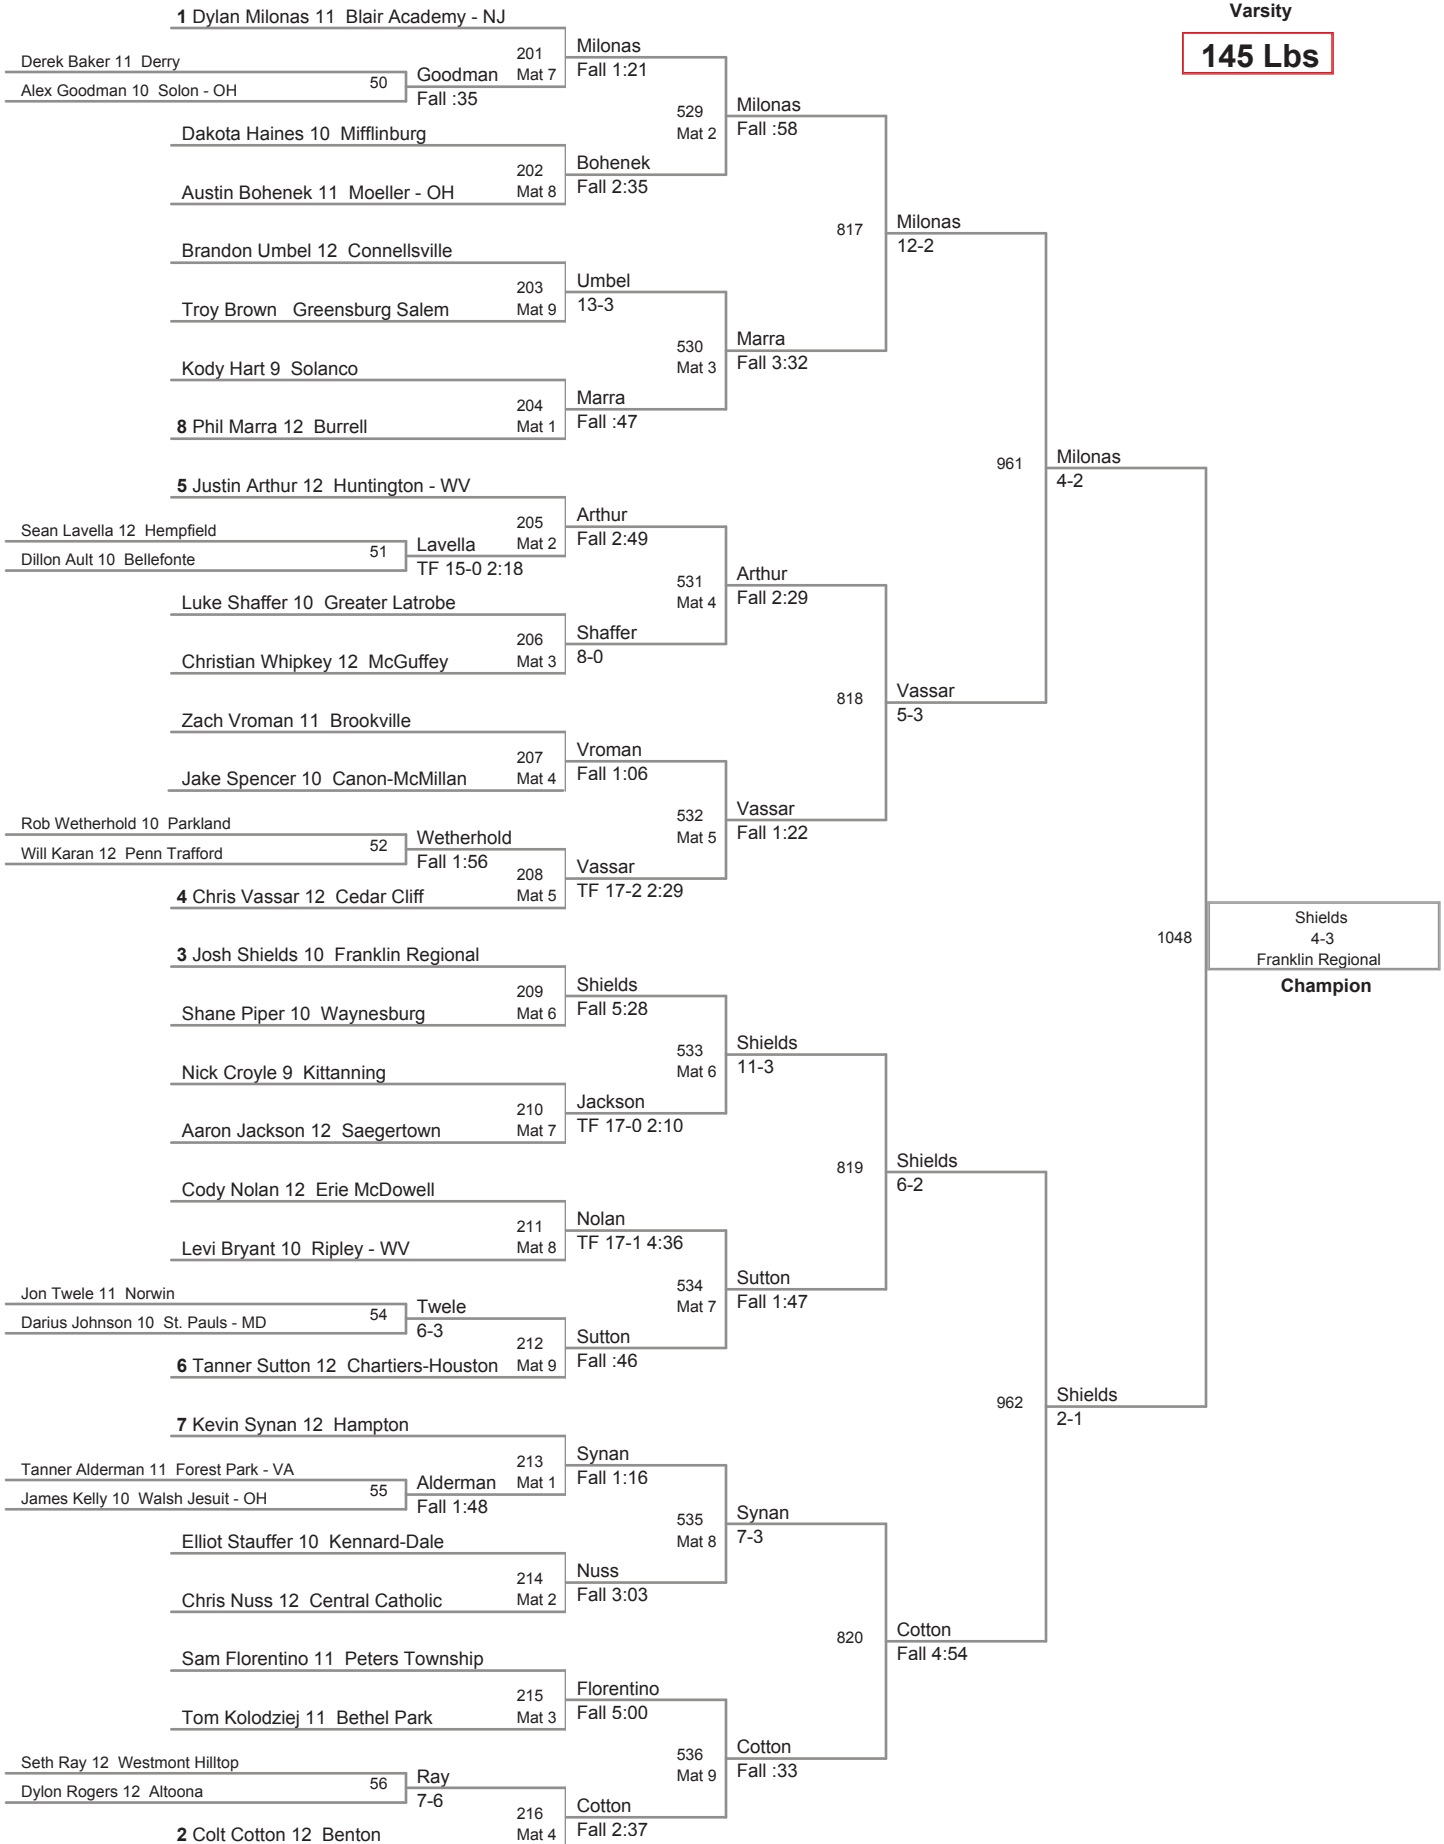 Varsity
145 Lbs
1 Dylan Milonas 11 Blair Academy - NJ
201
Mat 7
Milonas
Fall 1:21
Derek Baker 11 Derry
Alex Goodman 10 Solon - OH
50
Goodman
Fall :35
529
Mat 2
Milonas
Fall :58
Dakota Haines 10 Mifflinburg
202
Mat 8
Bohenek
Fall 2:35
Austin Bohenek 11 Moeller - OH
817
Milonas
12-2
Brandon Umbel 12 Connellsville
203
Mat 9
Umbel
13-3
Troy Brown Greensburg Salem
530
Mat 3
Marra
Fall 3:32
Kody Hart 9 Solanco
204
Mat 1
Marra
Fall :47
8 Phil Marra 12 Burrell
961
Milonas
4-2
5 Justin Arthur 12 Huntington - WV
205
Mat 2
Arthur
Fall 2:49
Sean Lavella 12 Hempfield
Dillon Ault 10 Bellefonte
51
Lavella
TF 15-0 2:18
531
Mat 4
Arthur
Fall 2:29
Luke Shaffer 10 Greater Latrobe
206
Mat 3
Shaffer
8-0
Christian Whipkey 12 McGuffey
818
Vassar
5-3
Zach Vroman 11 Brookville
207
Mat 4
Vroman
Fall 1:06
Jake Spencer 10 Canon-McMillan
532
Mat 5
Vassar
Fall 1:22
Rob Wetherhold 10 Parkland
Will Karan 12 Penn Trafford
52
Wetherhold
Fall 1:56
208
Mat 5
Vassar
TF 17-2 2:29
4 Chris Vassar 12 Cedar Cliff
1048
Shields
4-3
Franklin Regional
Champion
3 Josh Shields 10 Franklin Regional
209
Mat 6
Shields
Fall 5:28
Shane Piper 10 Waynesburg
533
Mat 6
Shields
11-3
Nick Croyle 9 Kittanning
210
Mat 7
Jackson
TF 17-0 2:10
Aaron Jackson 12 Saegertown
819
Shields
6-2
Cody Nolan 12 Erie McDowell
211
Mat 8
Nolan
TF 17-1 4:36
Levi Bryant 10 Ripley - WV
534
Mat 7
Sutton
Fall 1:47
Jon Twele 11 Norwin
Darius Johnson 10 St. Pauls - MD
54
Twele
6-3
212
Mat 9
Sutton
Fall :46
6 Tanner Sutton 12 Chartiers-Houston
962
Shields
2-1
7 Kevin Synan 12 Hampton
213
Mat 1
Synan
Fall 1:16
Tanner Alderman 11 Forest Park - VA
James Kelly 10 Walsh Jesuit - OH
55
Alderman
Fall 1:48
535
Mat 8
Synan
7-3
Elliot Stauffer 10 Kennard-Dale
214
Mat 2
Nuss
Fall 3:03
Chris Nuss 12 Central Catholic
820
Cotton
Fall 4:54
Sam Florentino 11 Peters Township
215
Mat 3
Florentino
Fall 5:00
Tom Kolodziej 11 Bethel Park
536
Mat 9
Cotton
Fall :33
Seth Ray 12 Westmont Hilltop
Dylon Rogers 12 Altoona
56
Ray
7-6
216
Mat 4
Cotton
Fall 2:37
2 Colt Cotton 12 Benton